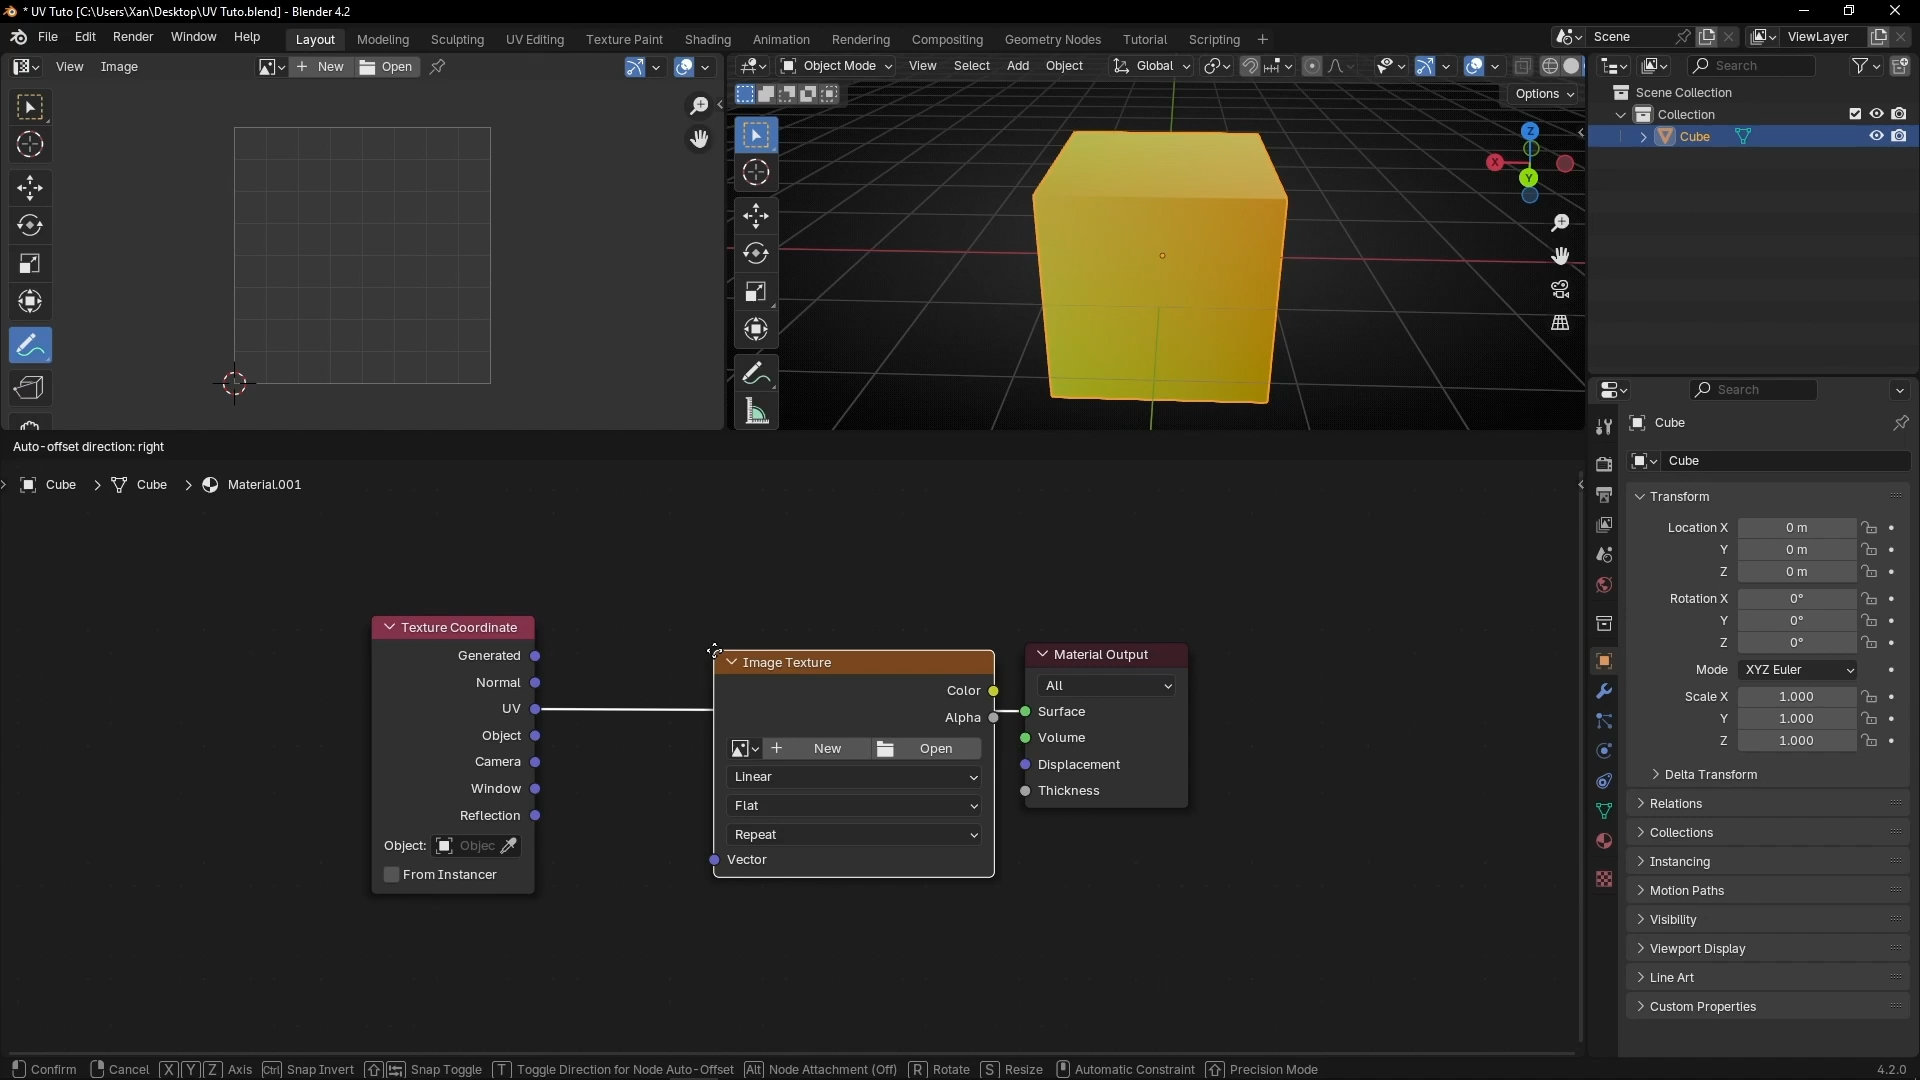 * UV Tuto [C:\Users\Xan\Desktop\UV Tuto.blend] - Blender 4.2
File Edit Render Window Help Layout Modeling Sculpting UV Editing Texture Paint Shading Animation Rendering Compositing Geometry Nodes Tutorial Scripting + Scene ViewLayer
View Image + New Open Object Mode View Select Add Object Global Search
Options
Scene Collection
Collection
Cube
X Y Z
Search
Cube
Cube
Transform
Location X 0 m
Y 0 m
Z 0 m
Rotation X 0°
Y 0°
Z 0°
Mode XYZ Euler
Scale X 1.000
Y 1.000
Z 1.000
Delta Transform
Relations
Collections
Instancing
Motion Paths
Visibility
Viewport Display
Line Art
Custom Properties
Auto-offset direction: right
Cube > Cube > Material.001
Texture Coordinate
Generated
Normal
UV
Object
Camera
Window
Reflection
Object: Objec
From Instancer
Image Texture
Color
Alpha
+ New Open
Linear
Flat
Repeat
Vector
Material Output
All
Surface
Volume
Displacement
Thickness
Confirm Cancel X Y Z Axis Ctrl Snap Invert Snap Toggle T Toggle Direction for Node Auto-Offset Alt Node Attachment (Off) R Rotate S Resize Automatic Constraint Precision Mode 4.2.0